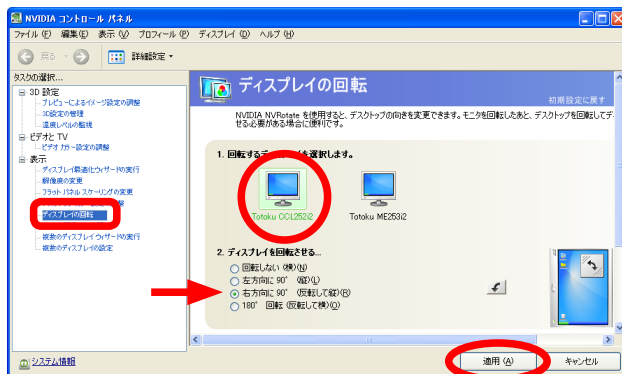 NVIDIA コントロール パネル
ファイル (F) 編集(E) 表示 (V) プロフィール (P) ディスプレイ (D) ヘルプ (H)
戻る 詳細設定
タスクの選択...
3D 設定
プレビューによるイメージ設定の調整
3D設定の管理
温度レベルの監視
ビデオと TV
ビデオ カラー設定の調整
表示
ディスプレイ最適化ウィザードの実行
解像度の変更
フラット パネル スケーリングの変更
ディスプレイの回転
複数のディスプレイ ウィザードの実行
複数のディスプレイの設定
システム情報
ディスプレイの回転
初期設定に戻す
NVIDIA NVRotate を使用すると、デスクトップの向きを変更できます。モニタを回転したあと、デスクトップを回転してデ
せる必要がある場合に便利です。
1. 回転するディスプレイを選択します。
Totoku CCL252i2 Totoku ME253i2
2. ディスプレイを回転させる...
回転しない (横)(N)
左方向に 90° (縦)(L)
右方向に 90° (反転して縦)(R)
180° 回転 (反転して横)(O)
適用 (A) キャンセル